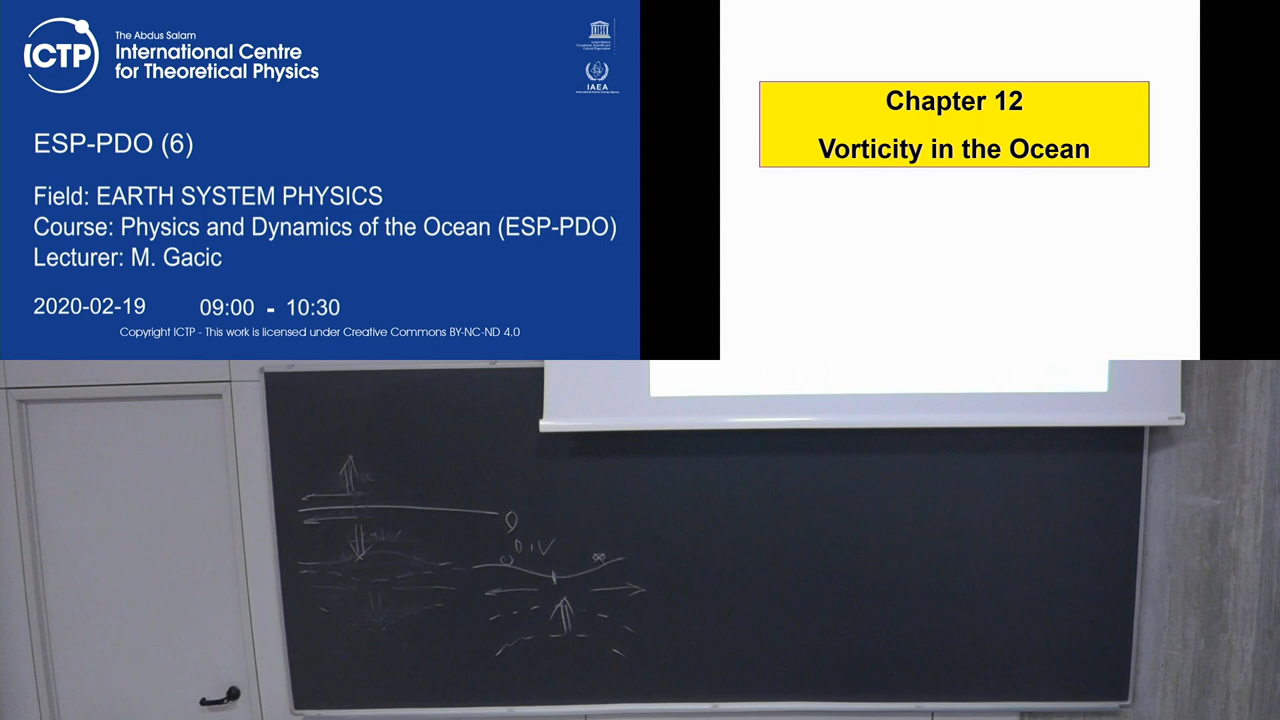 ICTP
The Abdus Salam
International Centre
for Theoretical Physics
IAEA
ESP-PDO (6)
Field: EARTH SYSTEM PHYSICS
Course: Physics and Dynamics of the Ocean (ESP-PDO)
Lecturer: M. Gacic
2020-02-19 09:00 - 10:30
Copyright ICTP - This work is licensed under Creative Commons BY-NC-ND 4.0
Chapter 12
Vorticity in the Ocean
DIV